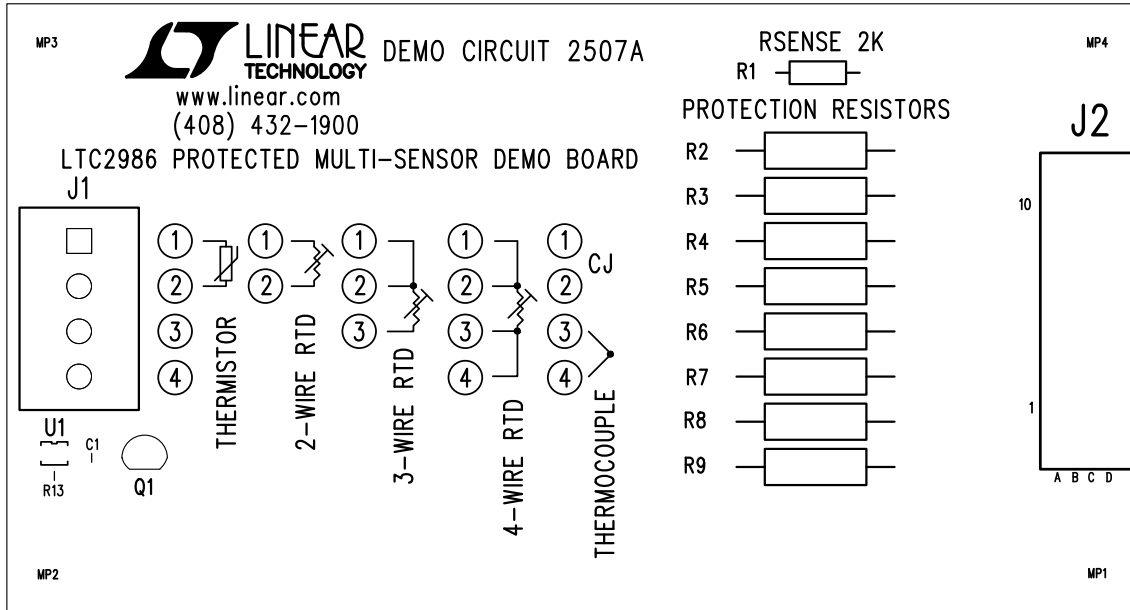 MP3
LINEAR
TECHNOLOGY
DEMO CIRCUIT 2507A
www.linear.com
(408) 432-1900
LTC2986 PROTECTED MULTI-SENSOR DEMO BOARD
RSENSE 2K
R1
MP4
PROTECTION RESISTORS
R2
R3
R4
R5
R6
R7
R8
R9
J2
10
1
A B C D
J1
1
2
3
4
THERMISTOR
1
2
2-WIRE RTD
1
2
3
3-WIRE RTD
1
2
3
4
4-WIRE RTD
1
2
CJ
3
4
THERMOCOUPLE
U1
C1
R13
Q1
MP2
MP1